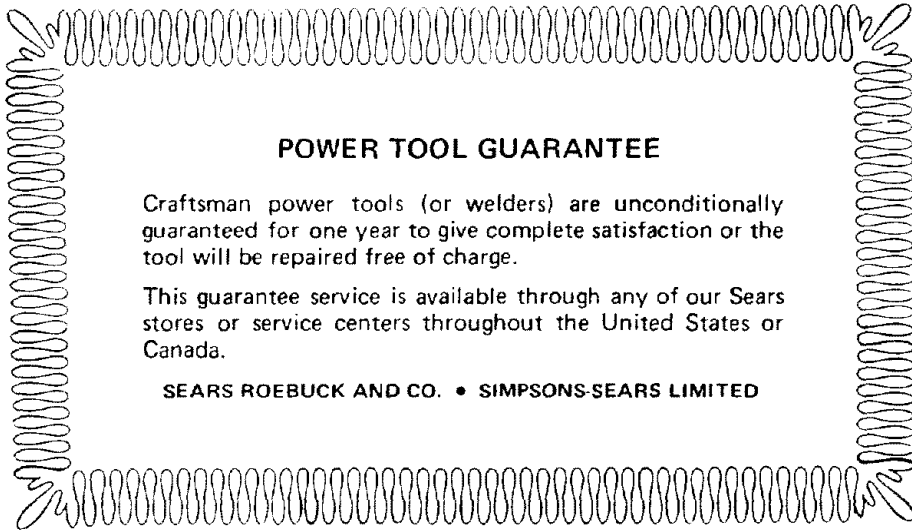 POWER TOOL GUARANTEE
Craftsman power tools (or welders) are unconditionally
guaranteed for one year to give complete satisfaction or the
tool will be repaired free of charge.
This guarantee service is available through any of our Sears
stores or service centers throughout the United States or
Canada.
SEARS ROEBUCK AND CO. • SIMPSONS-SEARS LIMITED